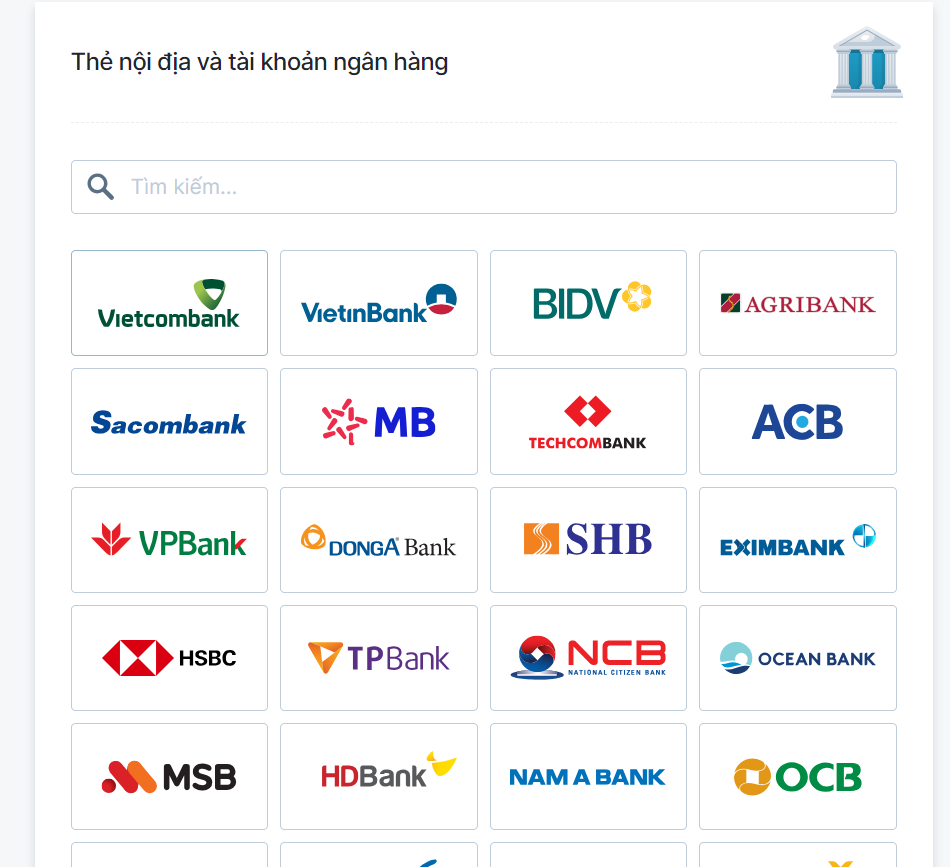 Thẻ nội địa và tài khoản ngân hàng
Tìm kiếm...
Vietcombank
VietinBank
BIDV
AGRIBANK
Sacombank
MB
TECHCOMBANK
ACB
VPBank
DONGA Bank
SHB
EXIMBANK
HSBC
TPBank
NCB
NATIONAL CITIZEN BANK
OCEAN BANK
MSB
HDBank
NAM A BANK
OCB